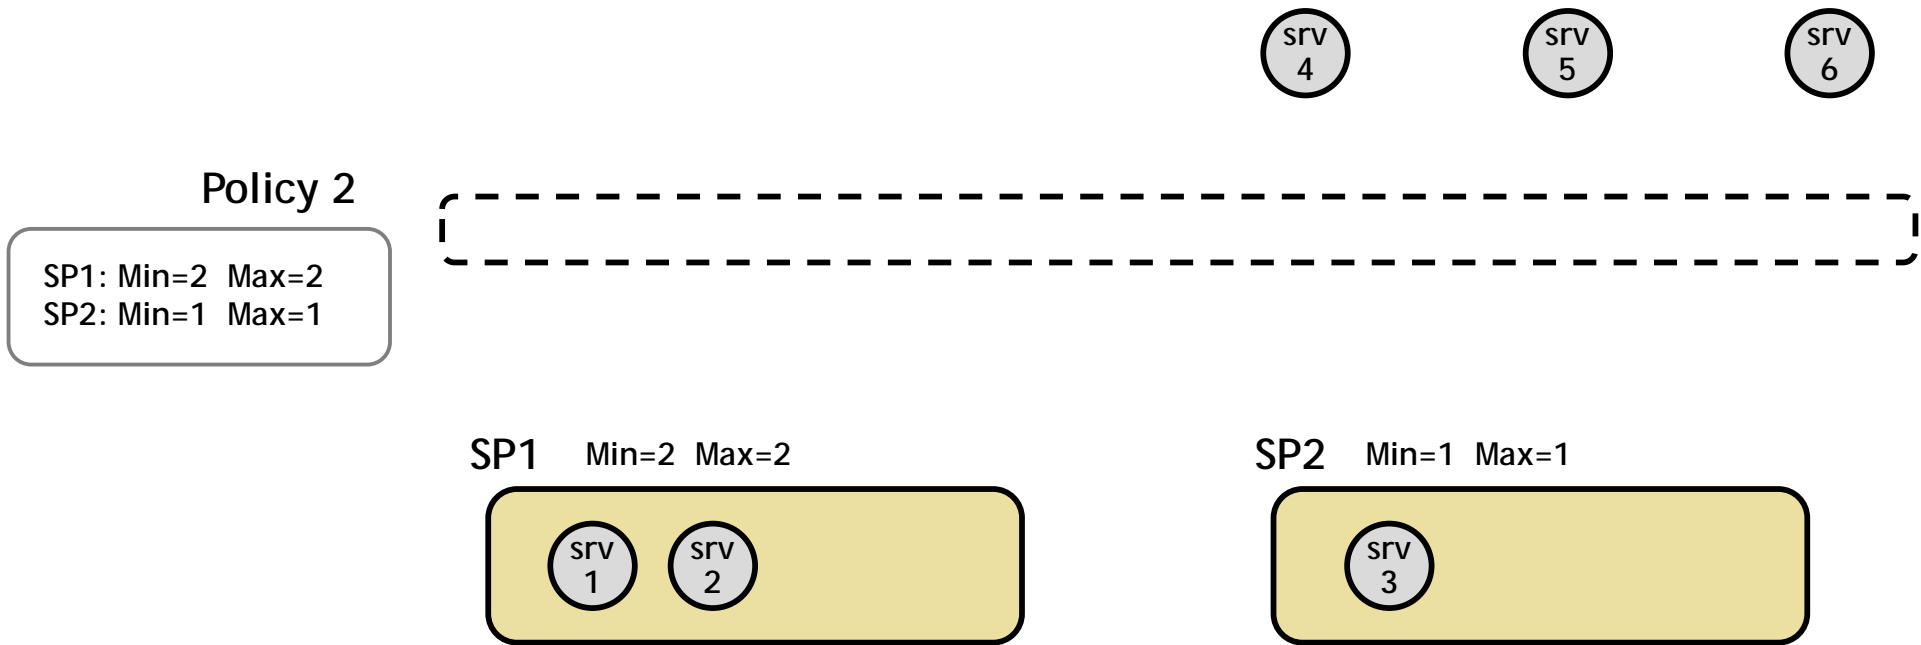 srv
4
srv
5
srv
6
Policy 2
SP1: Min=2 Max=2
SP2: Min=1 Max=1
SP1 Min=2 Max=2
SP2 Min=1 Max=1
srv
1
srv
2
srv
3